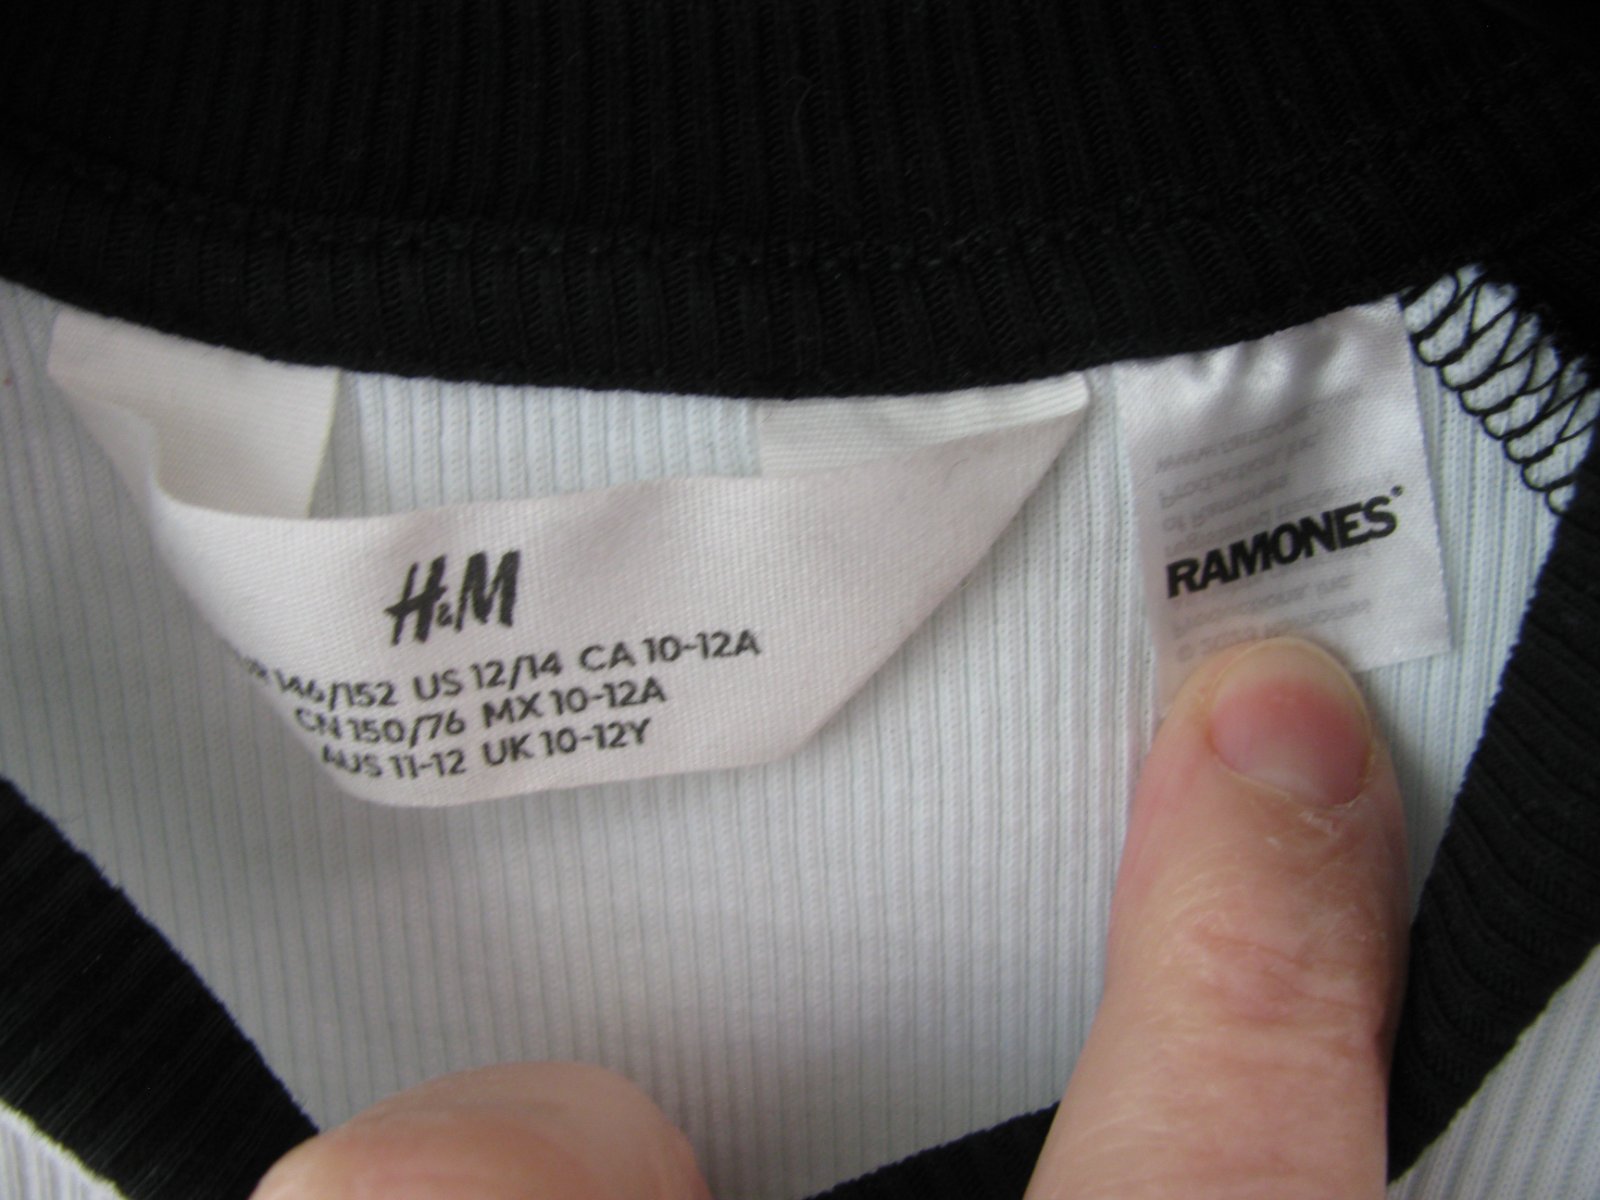 H&M
146/152 US 12/14 CA 10-12A
CN 150/76 MX 10-12A
AUS 11-12 UK 10-12Y
RAMONES